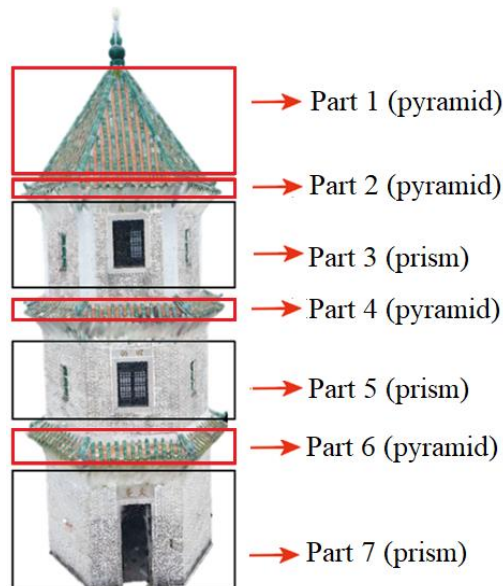 Part 1 (pyramid)
Part 2 (pyramid)
Part 3 (prism)
Part 4 (pyramid)
Part 5 (prism)
Part 6 (pyramid)
Part 7 (prism)